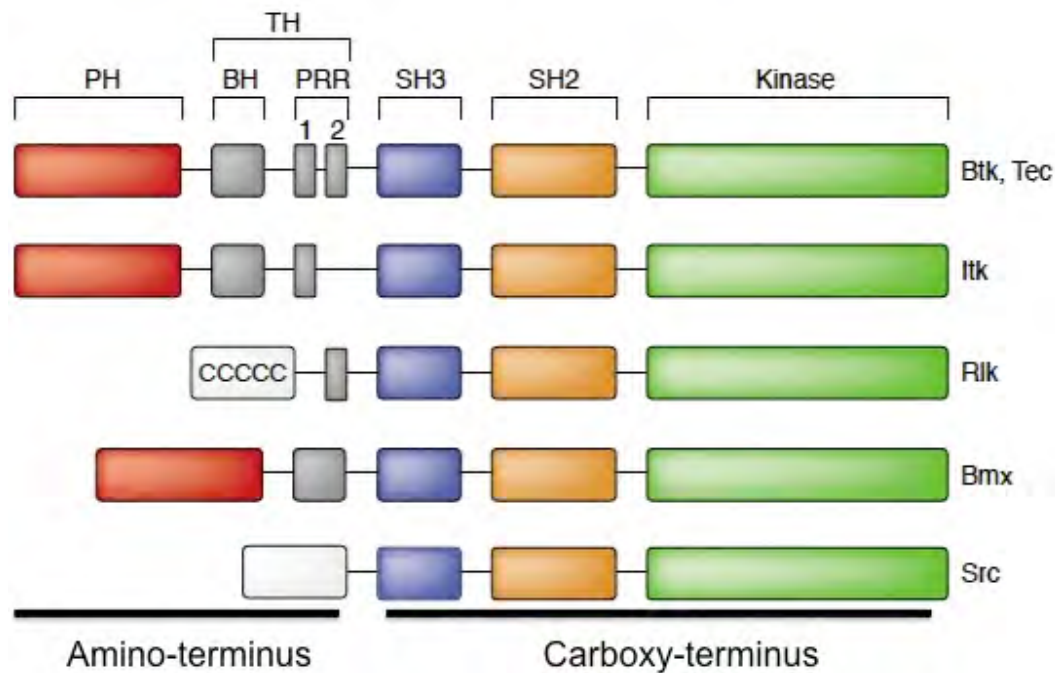 TH
PH BH PRR SH3 SH2 Kinase
1 2
Btk, Tec
Itk
CCCCC Rlk
Bmx
Src
Amino-terminus Carboxy-terminus